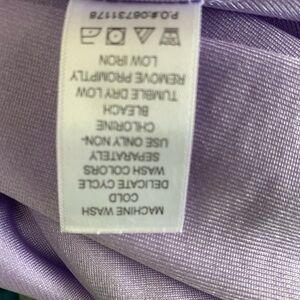 MACHINE WASH
COLD
DELICATE CYCLE
WASH COLORS
SEPARATELY
USE ONLY NON-
CHLORINE
BLEACH
TUMBLE DRY LOW
REMOVE PROMPTLY
LOW IRON
P.O.#:06731178